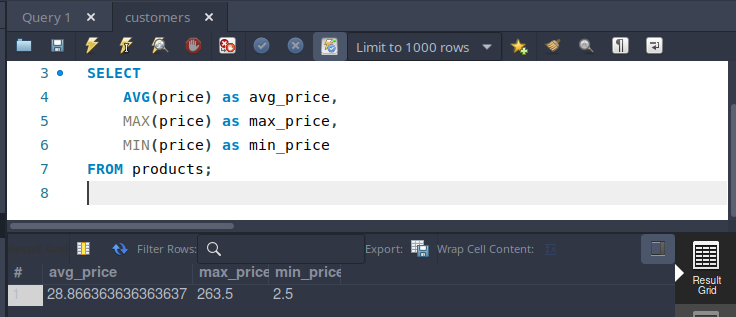 Query 1 × customers ×
Limit to 1000 rows
3 SELECT
4 AVG(price) as avg_price,
5 MAX(price) as max_price,
6 MIN(price) as min_price
7 FROM products;
8
Filter Rows: Export: Wrap Cell Content:
# avg_price max_price min_price
1 28.866363636363637 263.5 2.5
Result
Grid